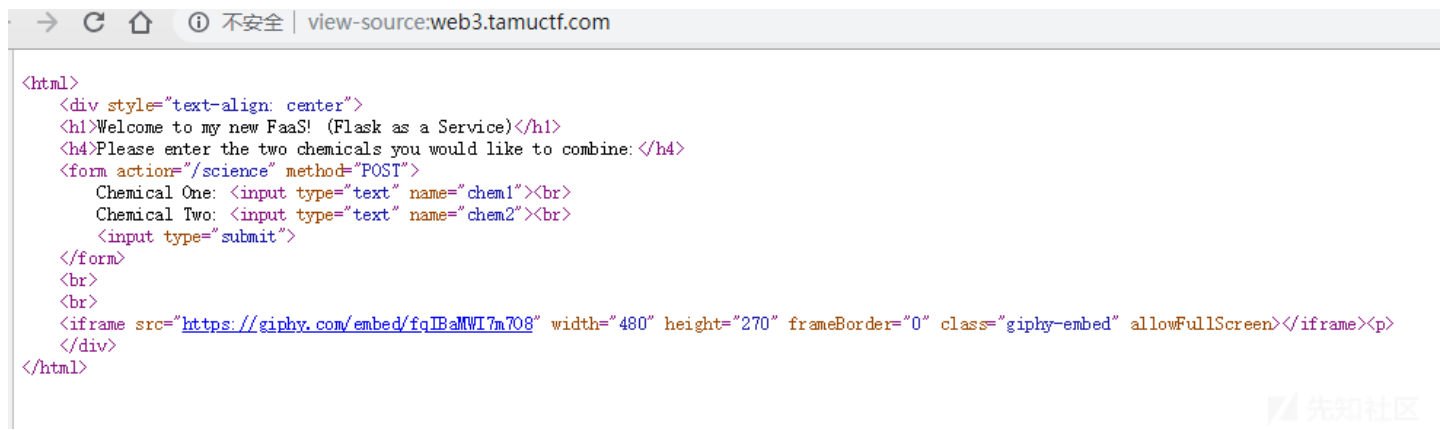 不安全 | view-source:web3.tamuctf.com
<html>
<div style="text-align: center">
<h1>Welcome to my new FaaS! (Flask as a Service)</h1>
<h4>Please enter the two chemicals you would like to combine:</h4>
<form action="/science" method="POST">
Chemical One: <input type="text" name="chem1"><br>
Chemical Two: <input type="text" name="chem2"><br>
<input type="submit">
</form>
<br>
<br>
<iframe src="https://giphy.com/embed/fqIBaMWI7m7O8" width="480" height="270" frameBorder="0" class="giphy-embed" allowFullScreen></iframe><p>
</div>
</html>
先知社区